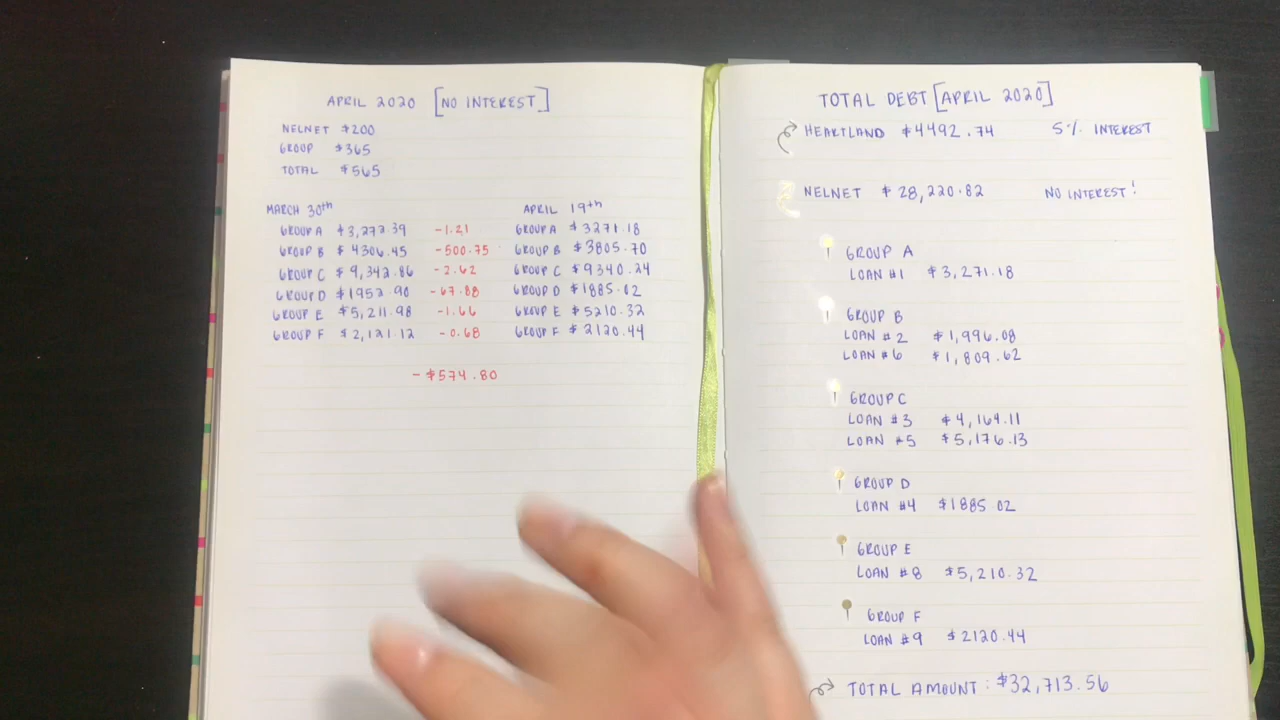 APRIL 2020 [NO INTEREST]
NELNET $200
GROUP $365
TOTAL $565
MARCH 30th APRIL 19th
GROUP A $3,272.39 -1.21 GROUP A $3271.18
GROUP B $4306.45 -500.75 GROUP B $3805.70
GROUP C $9,342.86 -2.62 GROUP C $9340.24
GROUP D $1952.90 -67.88 GROUP D $1885.02
GROUP E $5,211.98 -1.66 GROUP E $5210.32
GROUP F $2,121.12 -0.68 GROUP F $2120.44
-$574.80
TOTAL DEBT [APRIL 2020]
HEARTLAND $4492.74 5% INTEREST
NELNET $28,220.82 NO INTEREST!
GROUP A
LOAN #1 $3,271.18
GROUP B
LOAN #2 $1,996.08
LOAN #6 $1,809.62
GROUP C
LOAN #3 $4,164.11
LOAN #5 $5,176.13
GROUP D
LOAN #4 $1885.02
GROUP E
LOAN #8 $5,210.32
GROUP F
LOAN #9 $2120.44
TOTAL AMOUNT: $32,713.56